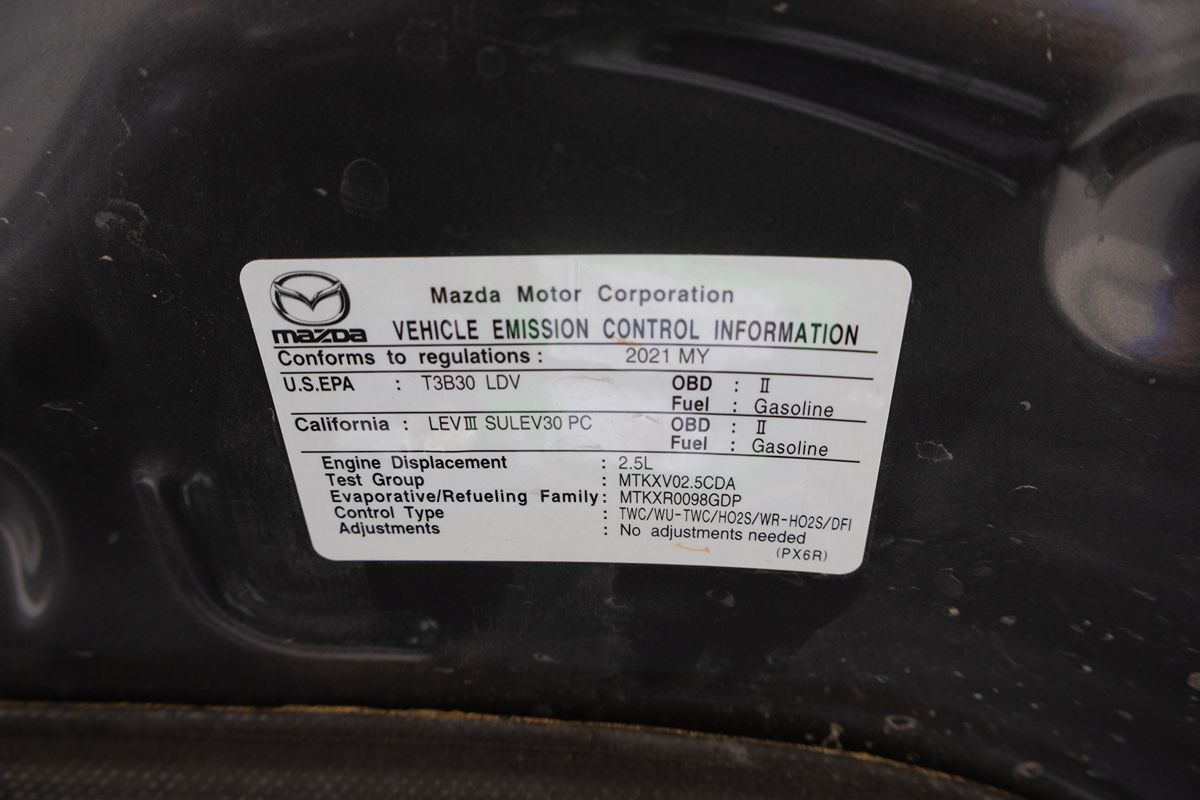 mazda
Mazda Motor Corporation
VEHICLE EMISSION CONTROL INFORMATION
Conforms to regulations : 2021 MY
U.S.EPA : T3B30 LDV OBD : II
Fuel : Gasoline
California : LEVIII SULEV30 PC OBD : II
Fuel : Gasoline
Engine Displacement : 2.5L
Test Group : MTKXV02.5CDA
Evaporative/Refueling Family : MTKXR0098GDP
Control Type : TWC/WU-TWC/HO2S/WR-HO2S/DFI
Adjustments : No adjustments needed
(PX6R)